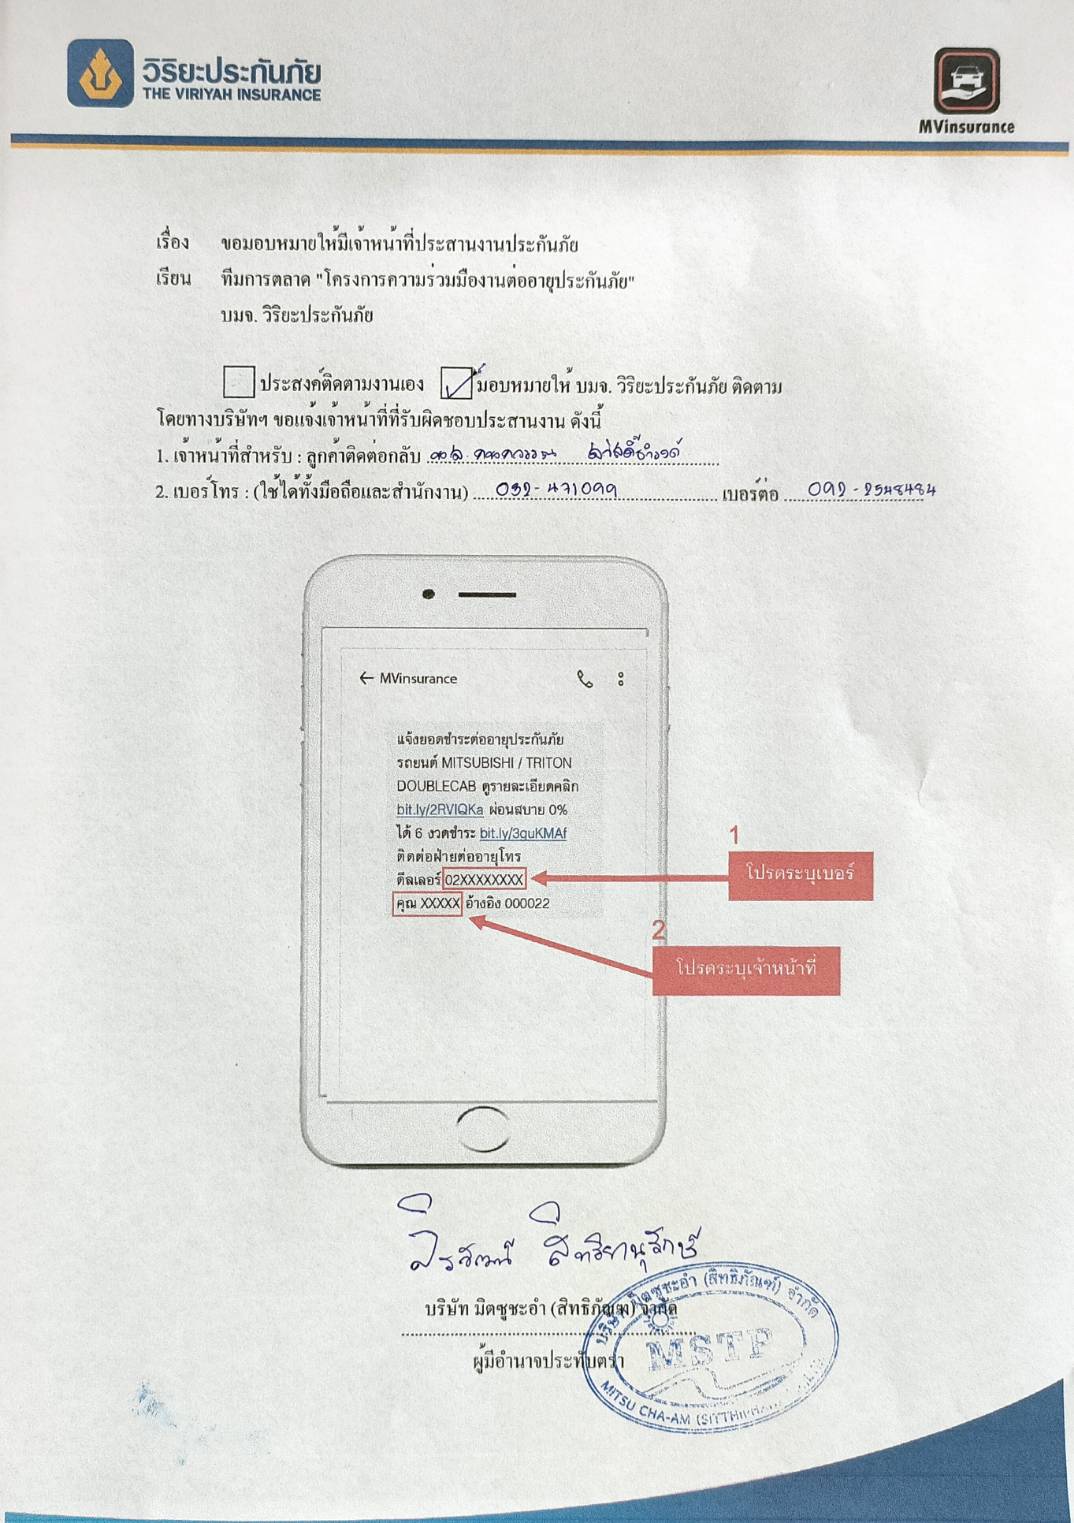 วิริยะประกันภัย
THE VIRIYAH INSURANCE
MVinsurance
เรื่อง ขอมอบหมายให้มีเจ้าหน้าที่ประสานงานประกันภัย
เรียน ทีมการตลาด "โครงการความร่วมมืองานต่ออายุประกันภัย"
บมจ. วิริยะประกันภัย
ประสงค์ติดตามงานเอง มอบหมายให้ บมจ. วิริยะประกันภัย ติดตาม
โดยทางบริษัทฯ ขอแจ้งเจ้าหน้าที่ที่รับผิดชอบประสานงาน ดังนี้
1. เจ้าหน้าที่สำหรับ : ลูกค้าติดต่อกลับ
2. เบอร์โทร : (ใช้ได้ทั้งมือถือและสำนักงาน) 032-471099 เบอร์ต่อ 092-2548484
← MVinsurance
แจ้งยอดชำระต่ออายุประกันภัย
รถยนต์ MITSUBISHI / TRITON
DOUBLECAB ดูรายละเอียดคลิก
bit.ly/2RVIQKa ผ่อนสบาย 0%
ได้ 6 งวดชำระ bit.ly/3guKMAf
ติดต่อฝ่ายต่ออายุโทร
ดีลเลอร์ 02XXXXXXXX
คุณ XXXXX อ้างอิง 000022
1
โปรดระบุเบอร์
2
โปรดระบุเจ้าหน้าที่
สิทธิยานุรักษ์
บริษัท มิตซูชะอำ (สิทธิภัณฑ์) จำกัด
ผู้มีอำนาจประทับตรา
บริษัท มิตซูชะอำ (สิทธิภัณฑ์) จำกัด
MSTP
MITSU CHA-AM